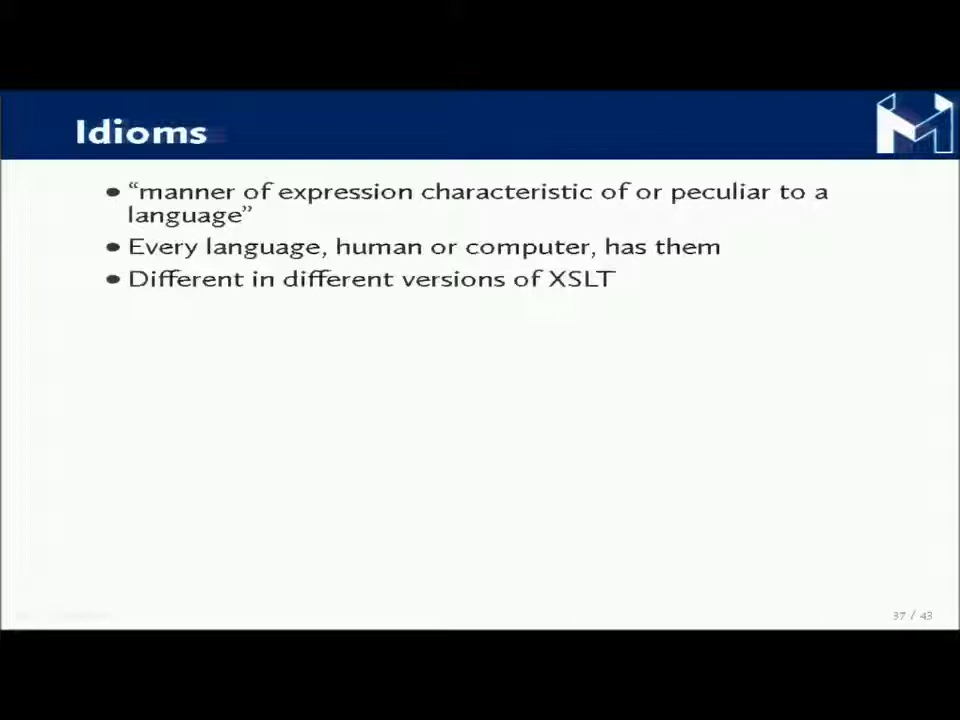 Idioms
• “manner of expression characteristic of or peculiar to a
language”
• Every language, human or computer, has them
• Different in different versions of XSLT
37 / 43